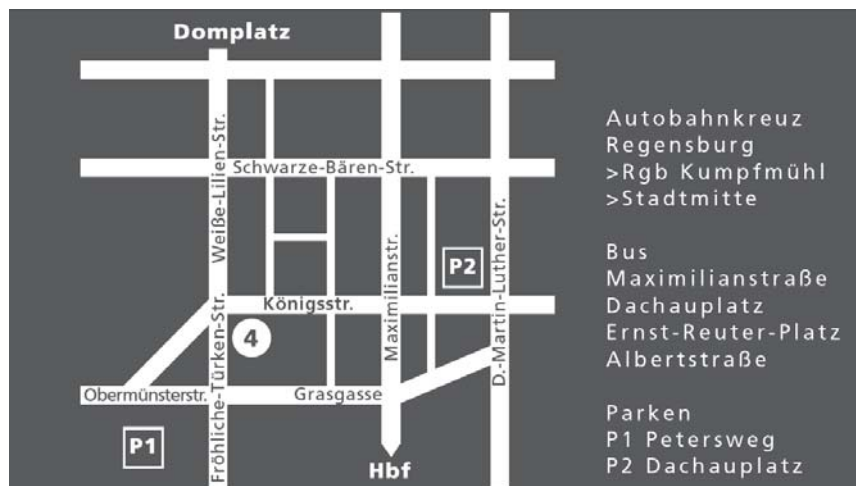 Domplatz
Weiße-Lilien-Str.
Schwarze-Bären-Str.
Maximilianstr.
D.-Martin-Luther-Str.
P2
Königsstr.
4
Fröhliche-Türken-Str.
Obermünsterstr.
Grasgasse
P1
Hbf
Autobahnkreuz
Regensburg
>Rgb Kumpfmühl
>Stadtmitte
Bus
Maximilianstraße
Dachauplatz
Ernst-Reuter-Platz
Albertstraße
Parken
P1 Petersweg
P2 Dachauplatz